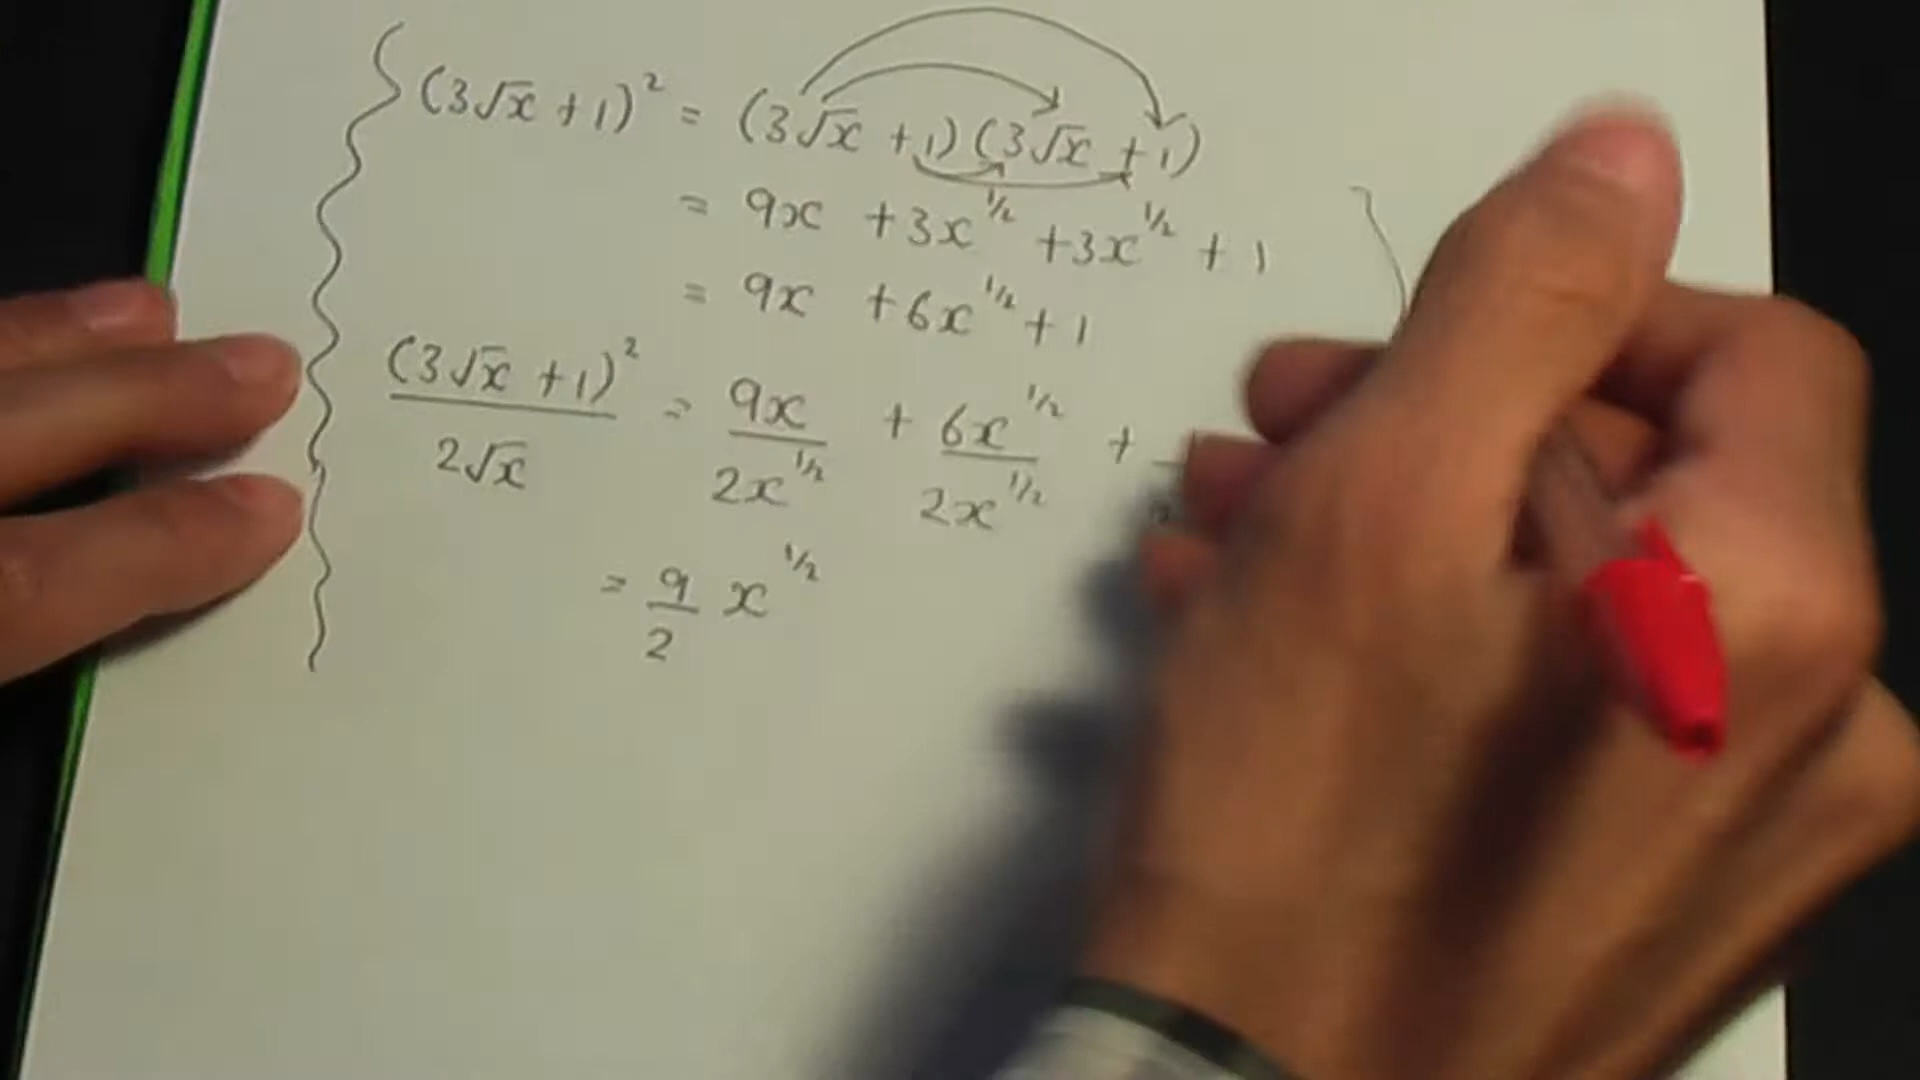 (3√x + 1)² = (3√x + 1)(3√x + 1)
= 9x + 3x^1/2 + 3x^1/2 + 1
= 9x + 6x^1/2 + 1
(3√x + 1)² / 2√x = 9x / 2x^1/2 + 6x^1/2 / 2x^1/2 +
= 9/2 x^1/2